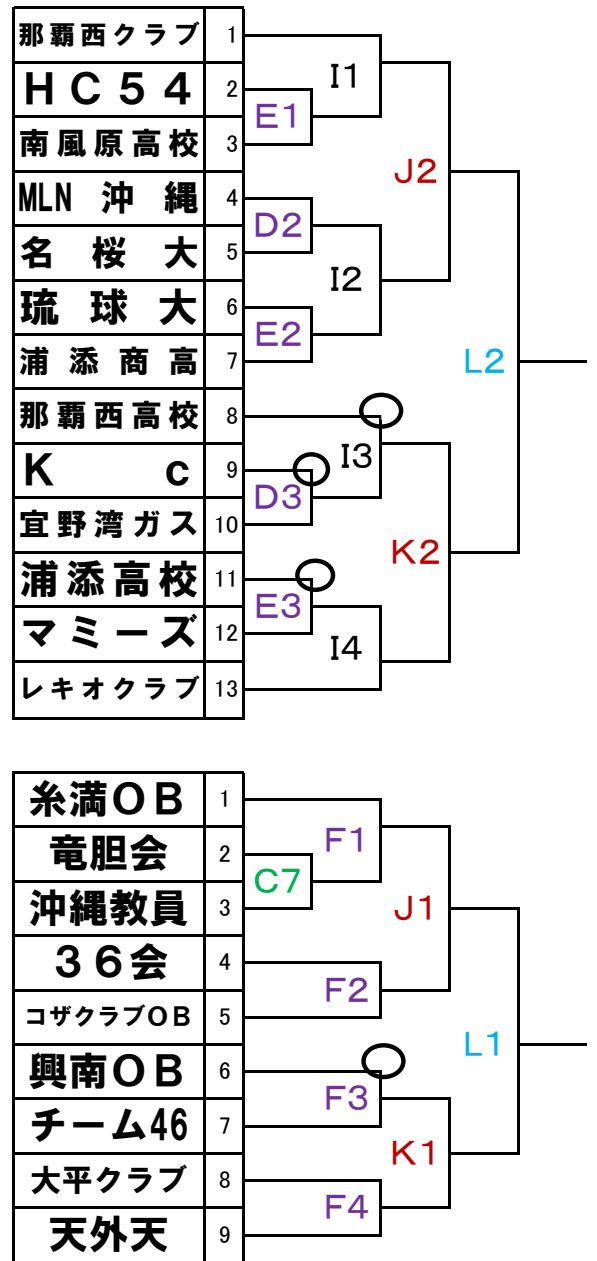 那覇西クラブ 1
HC54 2
南風原高校 3
MLN 沖縄 4
名桜大 5
琉球大 6
浦添商高 7
那覇西高校 8
Kc 9
宜野湾ガス 10
浦添高校 11
マミーズ 12
レキオクラブ 13
I1
E1
J2
D2
I2
E2
L2
I3
D3
K2
E3
I4
糸満OB 1
竜胆会 2
沖縄教員 3
36会 4
コザクラブOB 5
興南OB 6
チーム46 7
大平クラブ 8
天外天 9
F1
C7
J1
F2
L1
F3
K1
F4